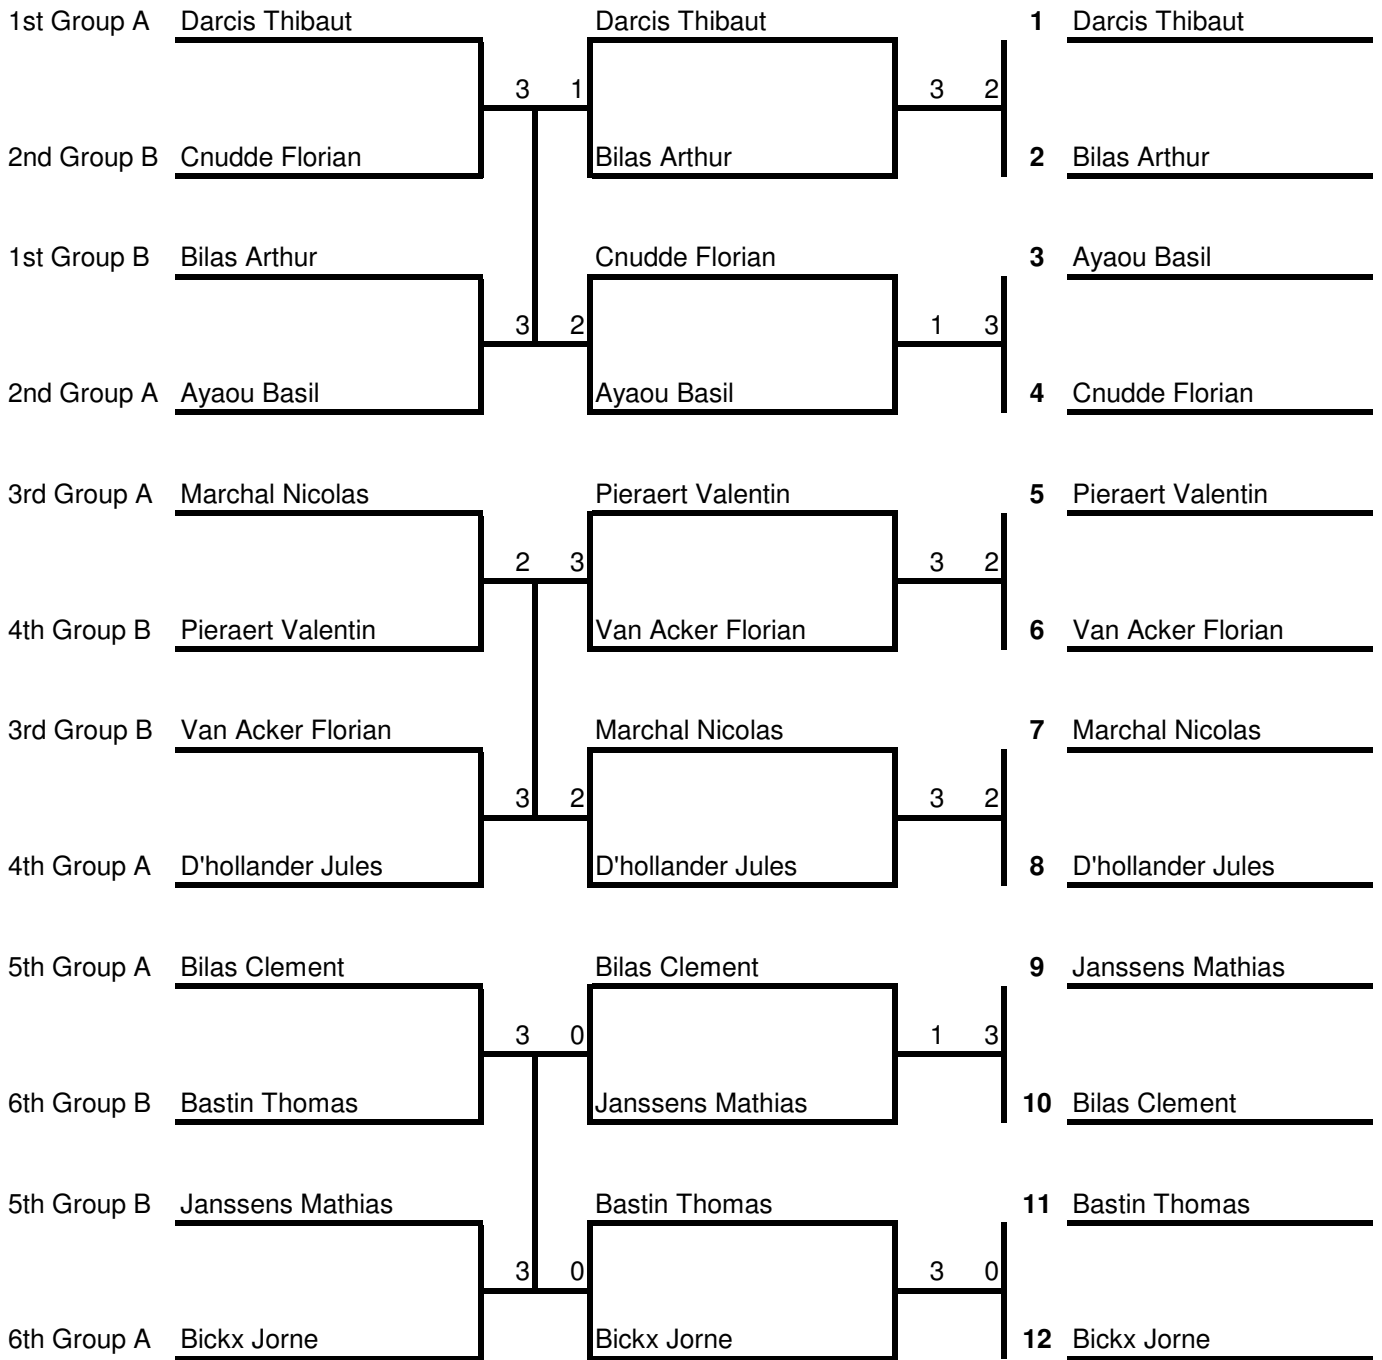 1st Group A Darcis Thibaut Darcis Thibaut 1 Darcis Thibaut
3 1 3 2
2nd Group B Cnudde Florian Bilas Arthur 2 Bilas Arthur
1st Group B Bilas Arthur Cnudde Florian 3 Ayaou Basil
3 2 1 3
2nd Group A Ayaou Basil Ayaou Basil 4 Cnudde Florian
3rd Group A Marchal Nicolas Pieraert Valentin 5 Pieraert Valentin
2 3 3 2
4th Group B Pieraert Valentin Van Acker Florian 6 Van Acker Florian
3rd Group B Van Acker Florian Marchal Nicolas 7 Marchal Nicolas
3 2 3 2
4th Group A D'hollander Jules D'hollander Jules 8 D'hollander Jules
5th Group A Bilas Clement Bilas Clement 9 Janssens Mathias
3 0 1 3
6th Group B Bastin Thomas Janssens Mathias 10 Bilas Clement
5th Group B Janssens Mathias Bastin Thomas 11 Bastin Thomas
3 0 3 0
6th Group A Bickx Jorne Bickx Jorne 12 Bickx Jorne